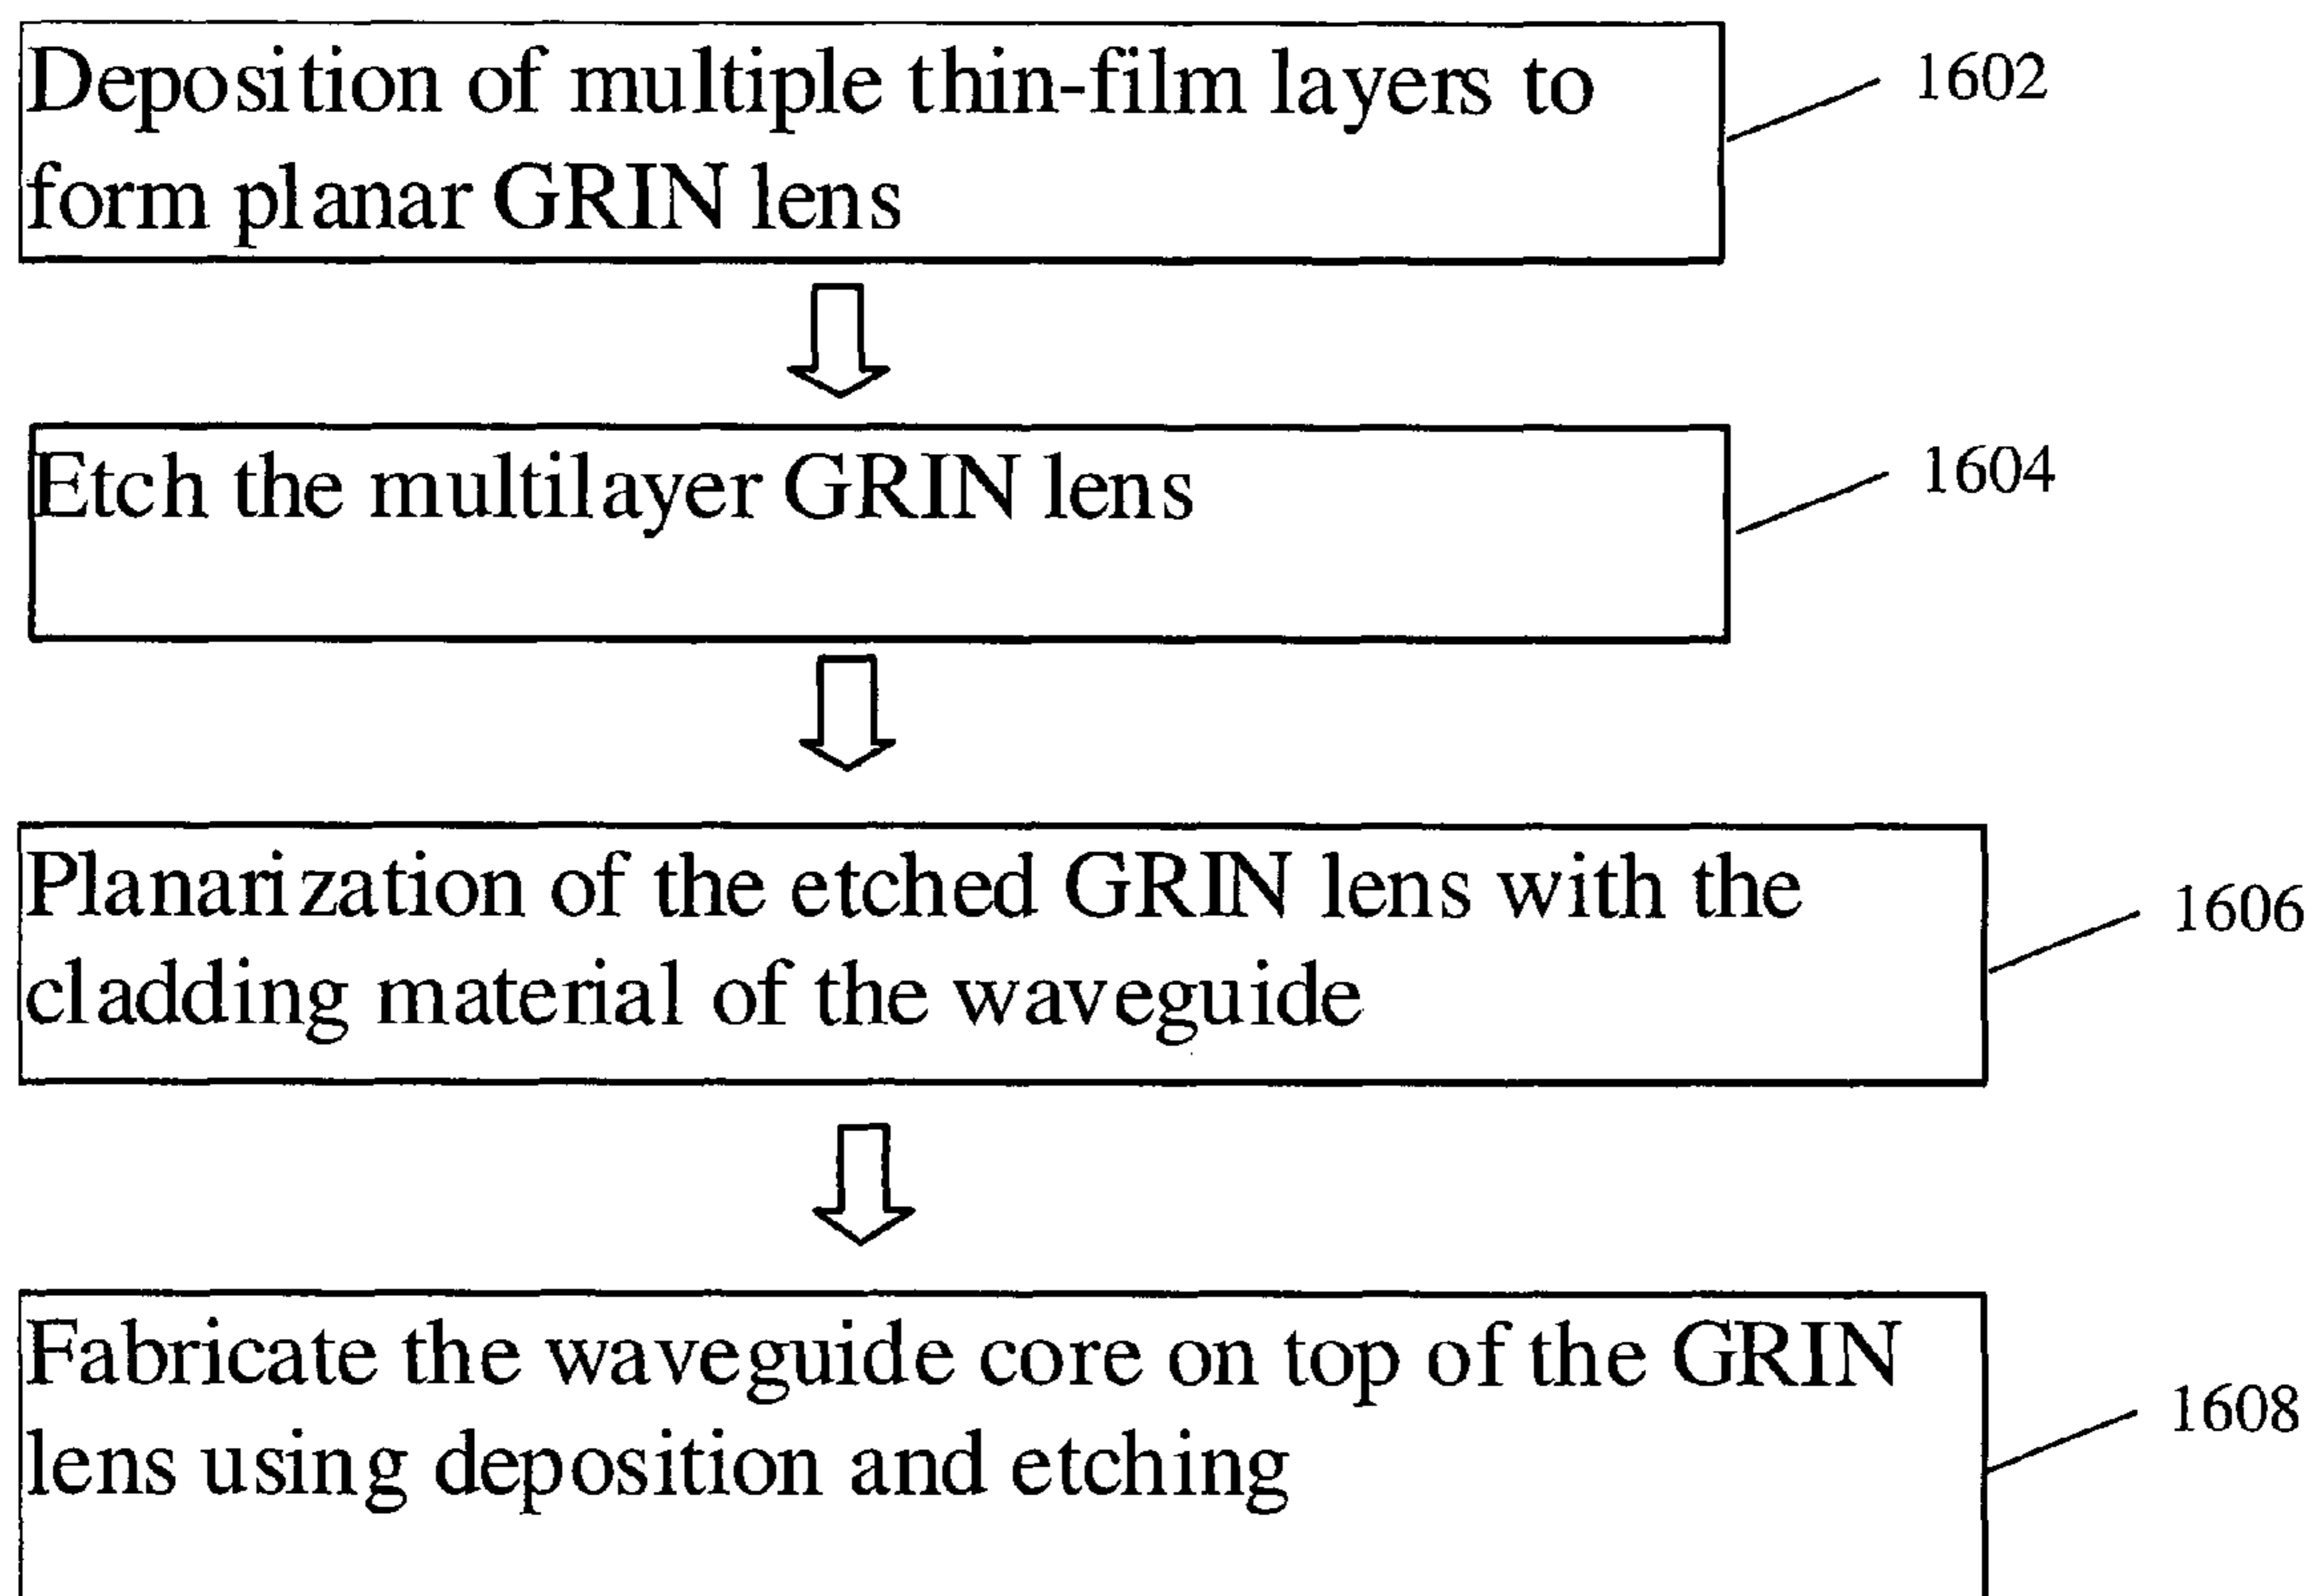 Deposition of multiple thin-film layers to
form planar GRIN lens
1602
Etch the multilayer GRIN lens
1604
Planarization of the etched GRIN lens with the
cladding material of the waveguide
1606
Fabricate the waveguide core on top of the GRIN
lens using deposition and etching
1608